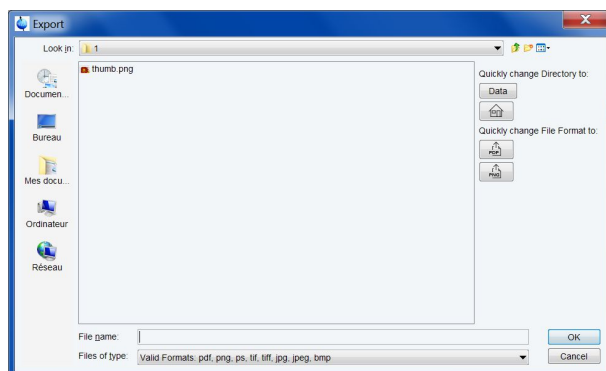 Export
Look in: 1
thumb.png
Documen...
Bureau
Mes docu...
Ordinateur
Réseau
Quickly change Directory to:
Data
Quickly change File Format to:
PDF
PNG
File name:
Files of type: Valid Formats: pdf, png, ps, tif, tiff, jpg, jpeg, bmp
OK
Cancel